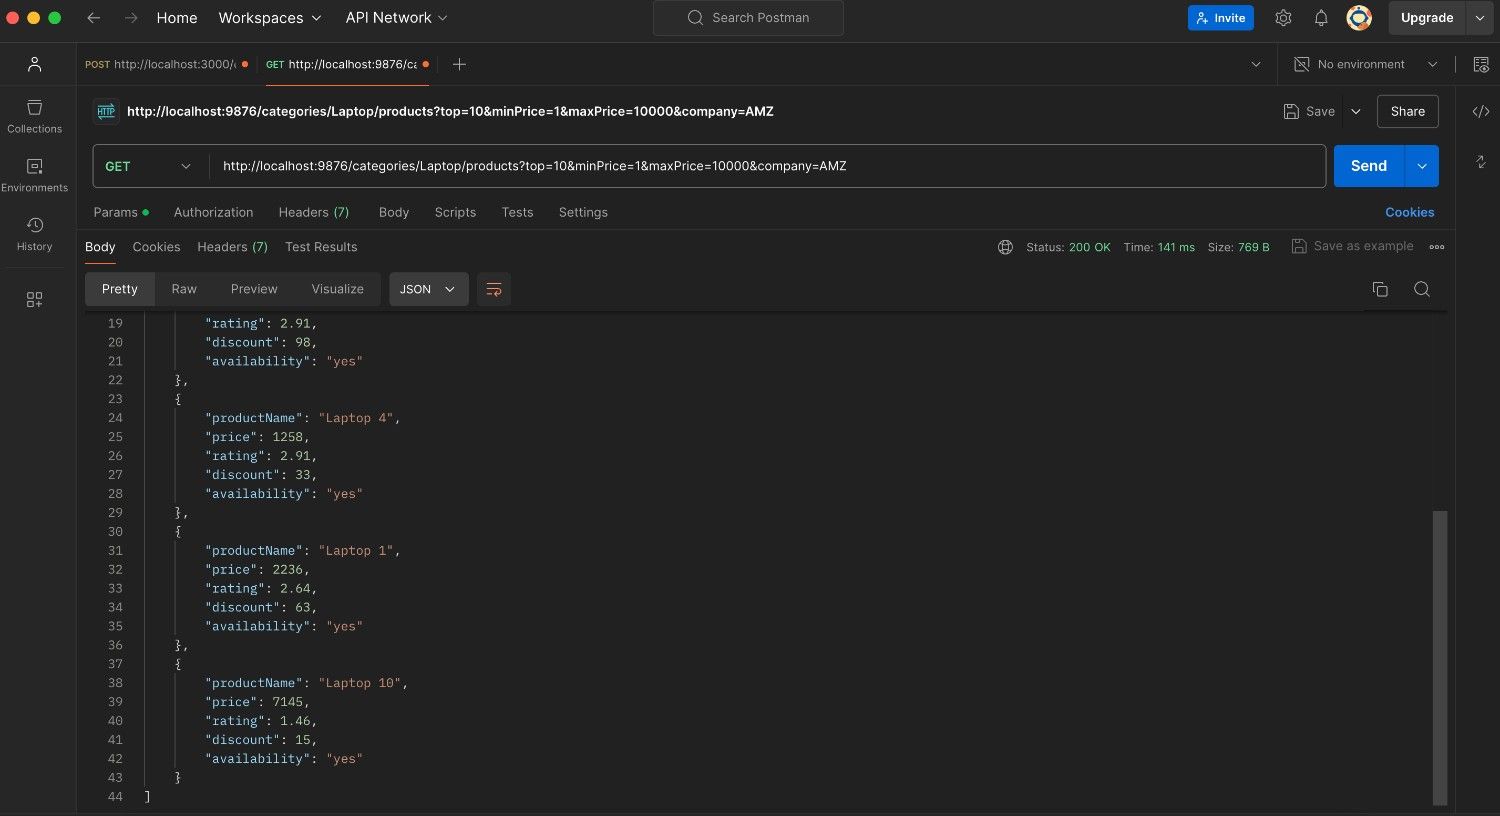 Home Workspaces API Network Search Postman Invite Upgrade
POST http://localhost:3000/ GET http://localhost:9876/ca No environment
HTTP http://localhost:9876/categories/Laptop/products?top=10&minPrice=1&maxPrice=10000&company=AMZ Save Share
Collections
GET http://localhost:9876/categories/Laptop/products?top=10&minPrice=1&maxPrice=10000&company=AMZ Send
Environments
Params Authorization Headers (7) Body Scripts Tests Settings Cookies
History
Body Cookies Headers (7) Test Results Status: 200 OK Time: 141 ms Size: 769 B Save as example
Pretty Raw Preview Visualize JSON
19 "rating": 2.91,
20 "discount": 98,
21 "availability": "yes"
22 },
23 {
24 "productName": "Laptop 4",
25 "price": 1258,
26 "rating": 2.91,
27 "discount": 33,
28 "availability": "yes"
29 },
30 {
31 "productName": "Laptop 1",
32 "price": 2236,
33 "rating": 2.64,
34 "discount": 63,
35 "availability": "yes"
36 },
37 {
38 "productName": "Laptop 10",
39 "price": 7145,
40 "rating": 1.46,
41 "discount": 15,
42 "availability": "yes"
43 }
44 ]